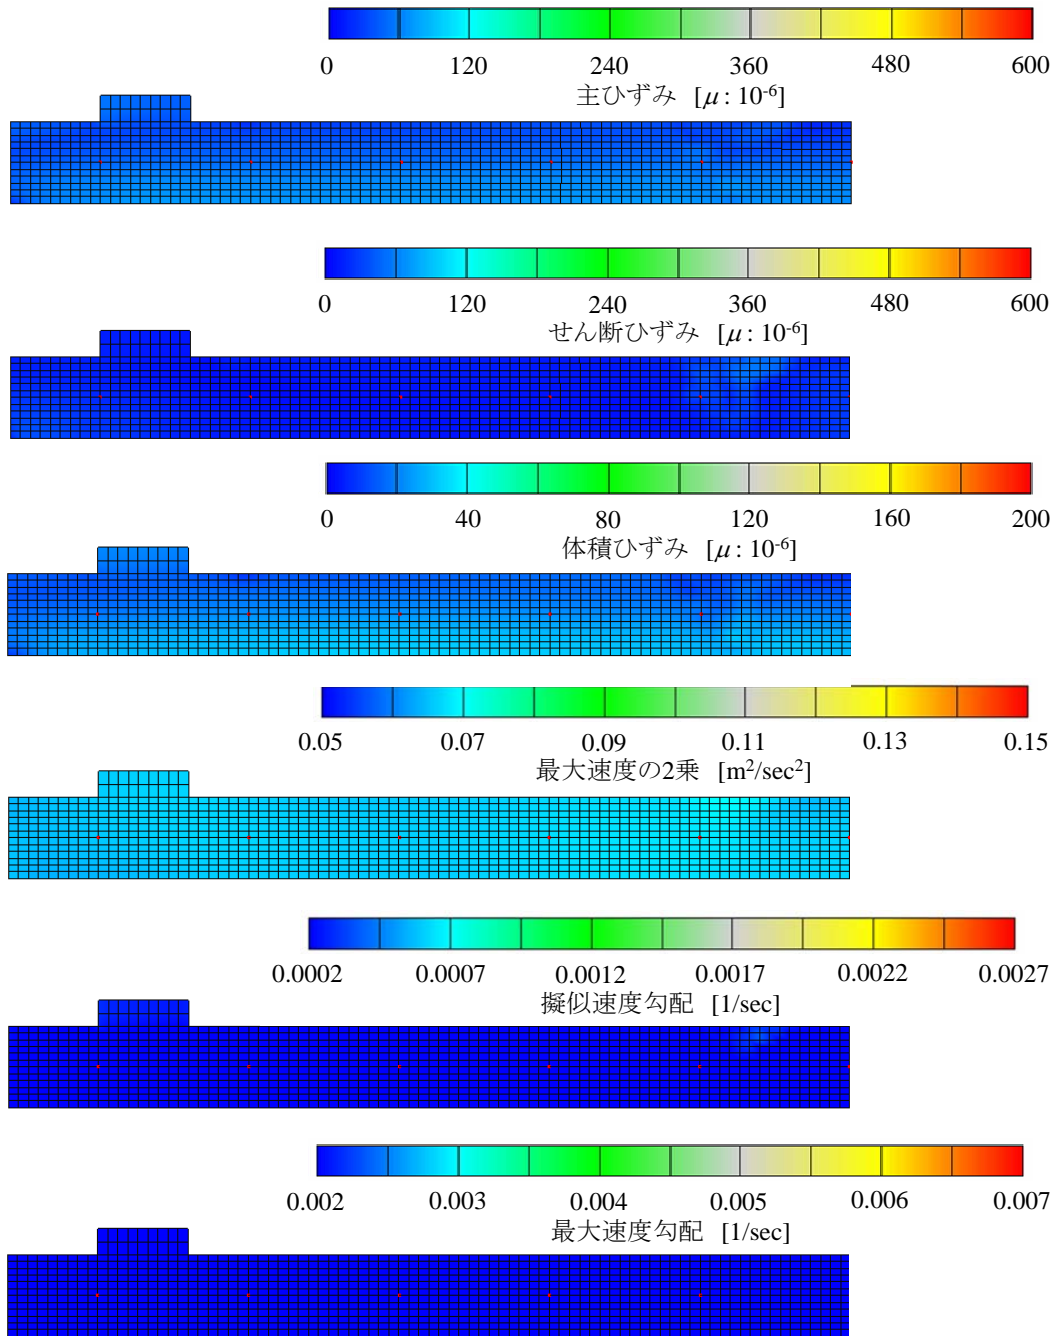 0 120 240 360 480 600
主ひずみ [μ: 10-6]
0 120 240 360 480 600
せん断ひずみ [μ: 10-6]
0 40 80 120 160 200
体積ひずみ [μ: 10-6]
0.05 0.07 0.09 0.11 0.13 0.15
最大速度の2乗 [m2/sec2]
0.0002 0.0007 0.0012 0.0017 0.0022 0.0027
擬似速度勾配 [1/sec]
0.002 0.003 0.004 0.005 0.006 0.007
最大速度勾配 [1/sec]